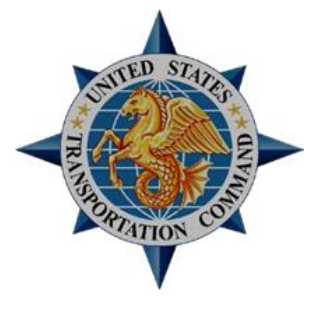 UNITED STATES
TRANSPORTATION COMMAND